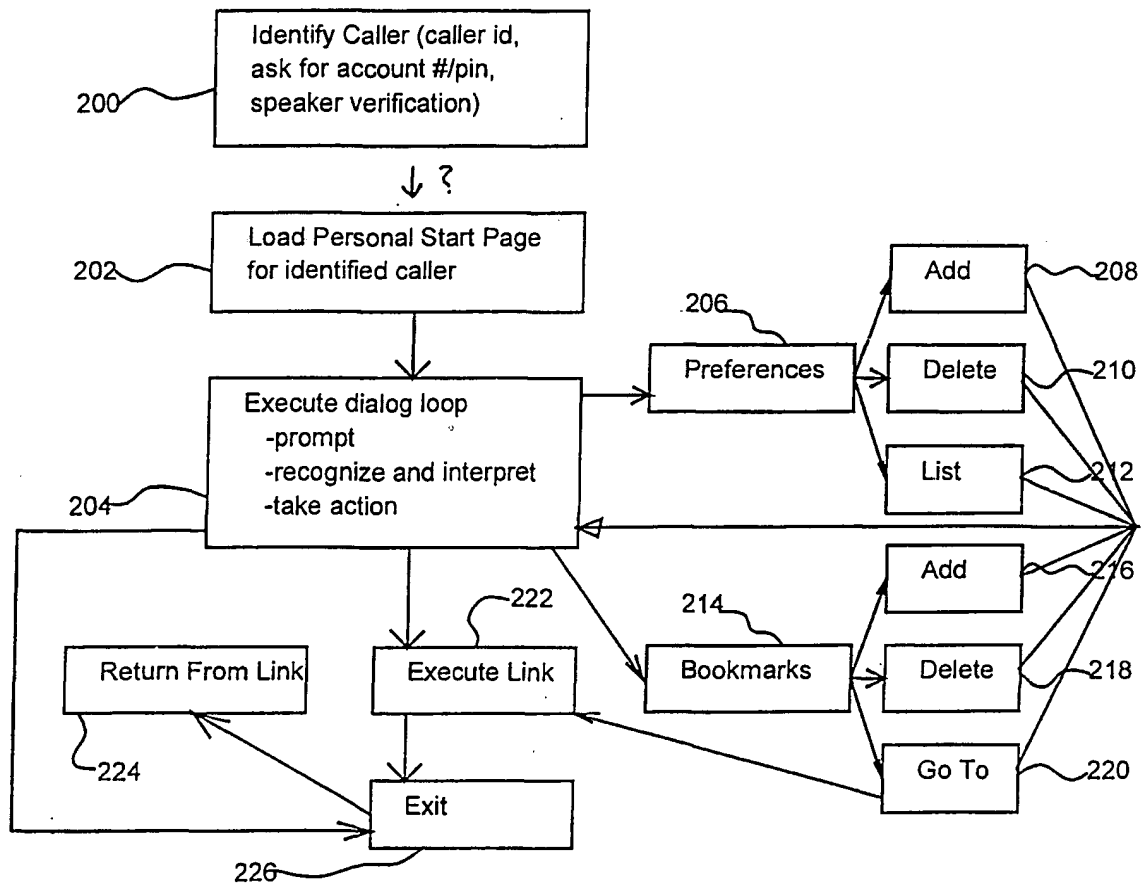 Identify Caller (caller id,
ask for account #/pin,
speaker verification)
200
?
Load Personal Start Page
for identified caller
202
Add
208
206
Preferences
Delete
210
Execute dialog loop
-prompt
-recognize and interpret
-take action
List
212
204
Add
216
222
214
Return From Link
Execute Link
Bookmarks
Delete
218
224
Go To
220
Exit
226